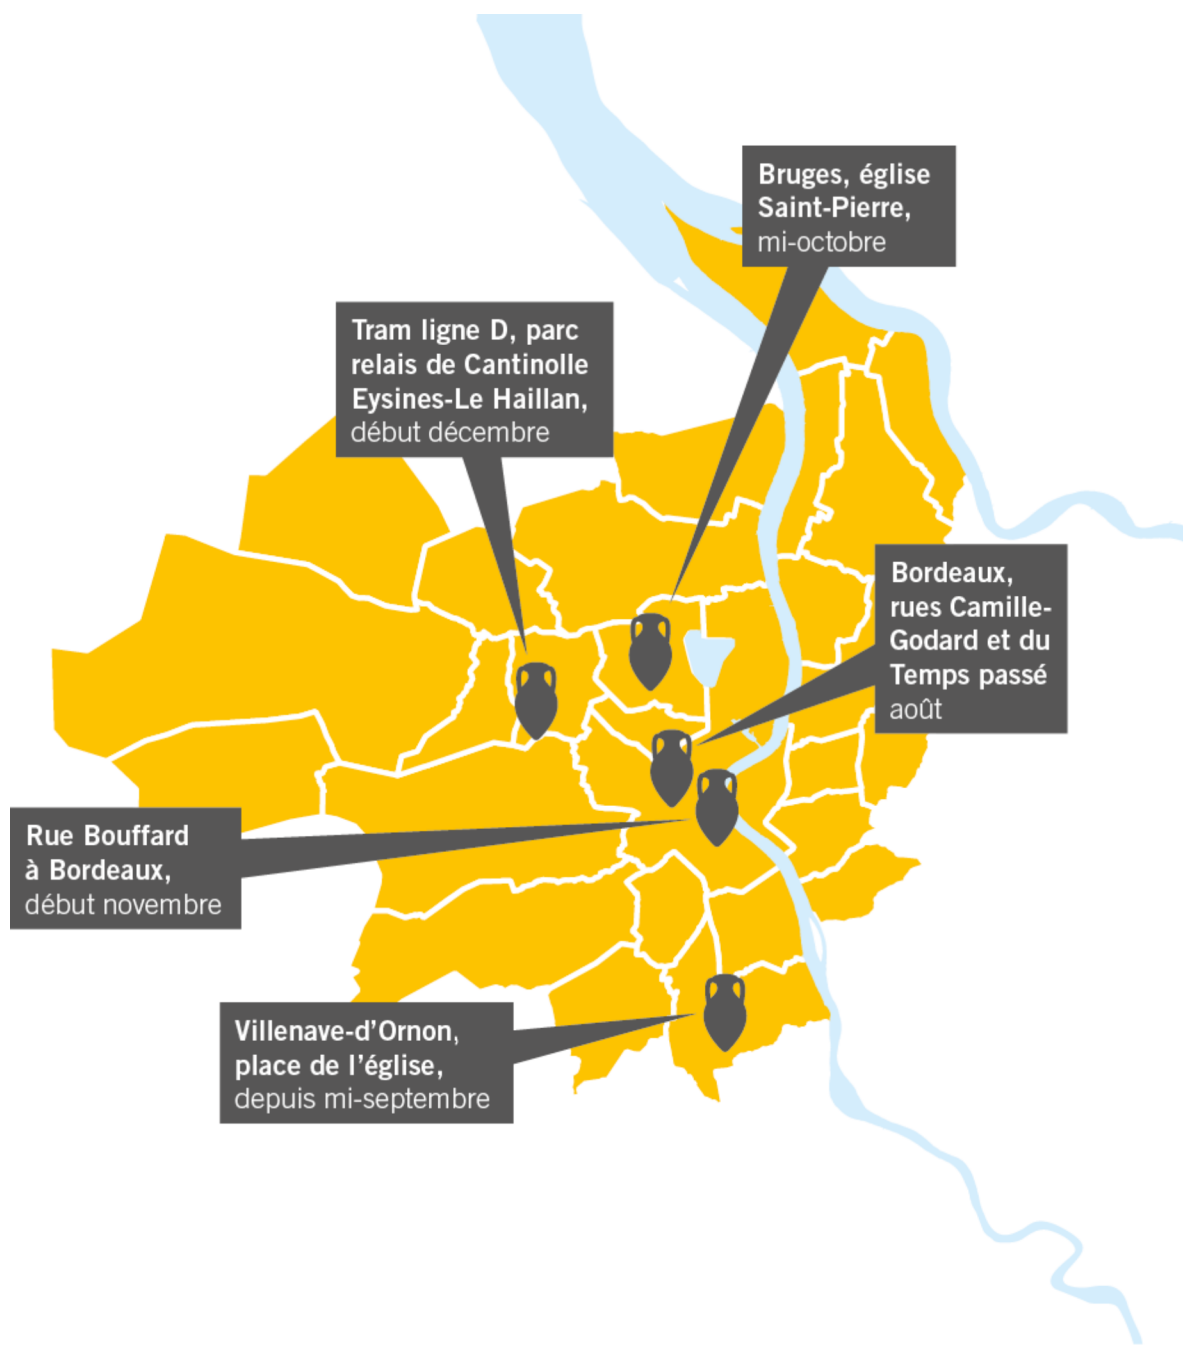 Bruges, église
Saint-Pierre,
mi-octobre
Tram ligne D, parc
relais de Cantinolle
Eysines-Le Haillan,
début décembre
Bordeaux,
rues Camille-
Godard et du
Temps passé
août
Rue Bouffard
à Bordeaux,
début novembre
Villenave-d’Ornon,
place de l’église,
depuis mi-septembre